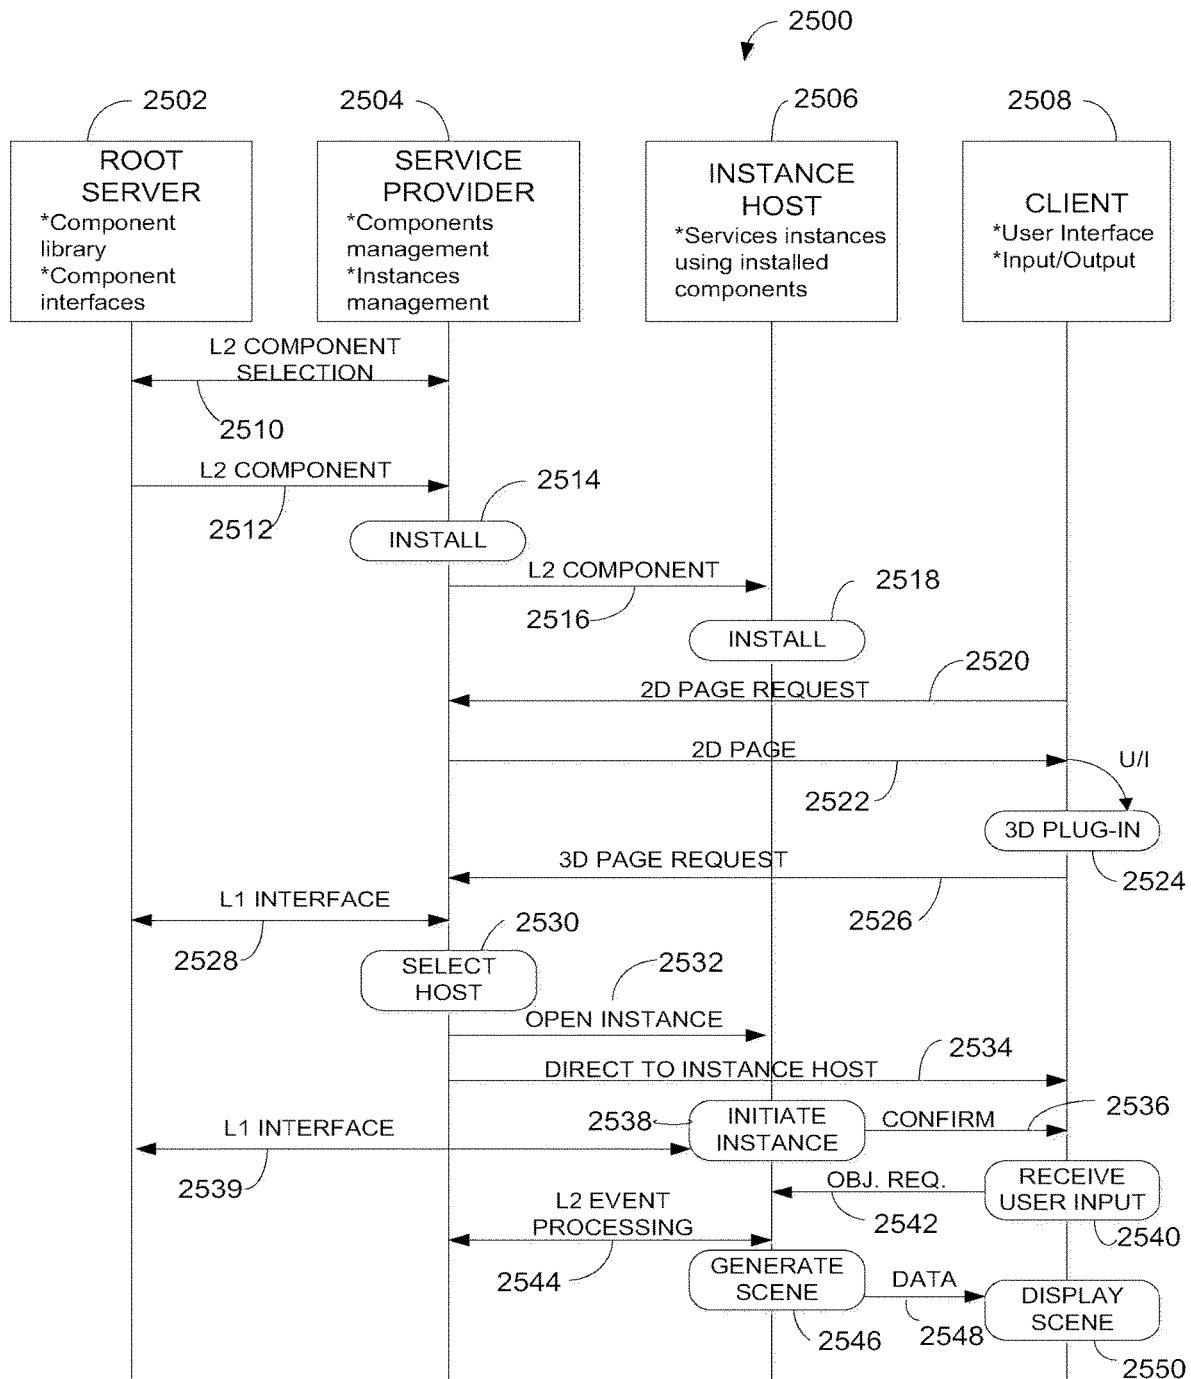 2500
2502
2504
2506
2508
ROOT
SERVER
*Component
library
*Component
interfaces
SERVICE
PROVIDER
*Components
management
*Instances
management
INSTANCE
HOST
*Services instances
using installed
components
CLIENT
*User Interface
*Input/Output
L2 COMPONENT
SELECTION
2510
L2 COMPONENT
2512
2514
INSTALL
L2 COMPONENT
2516
2518
INSTALL
2520
2D PAGE REQUEST
2D PAGE
2522
U/I
3D PLUG-IN
2524
3D PAGE REQUEST
2526
L1 INTERFACE
2528
2530
SELECT
HOST
2532
OPEN INSTANCE
2534
DIRECT TO INSTANCE HOST
2538
INITIATE
INSTANCE
CONFIRM
2536
L1 INTERFACE
2539
RECEIVE
USER INPUT
2540
OBJ. REQ.
2542
L2 EVENT
PROCESSING
2544
GENERATE
SCENE
2546
DATA
2548
DISPLAY
SCENE
2550